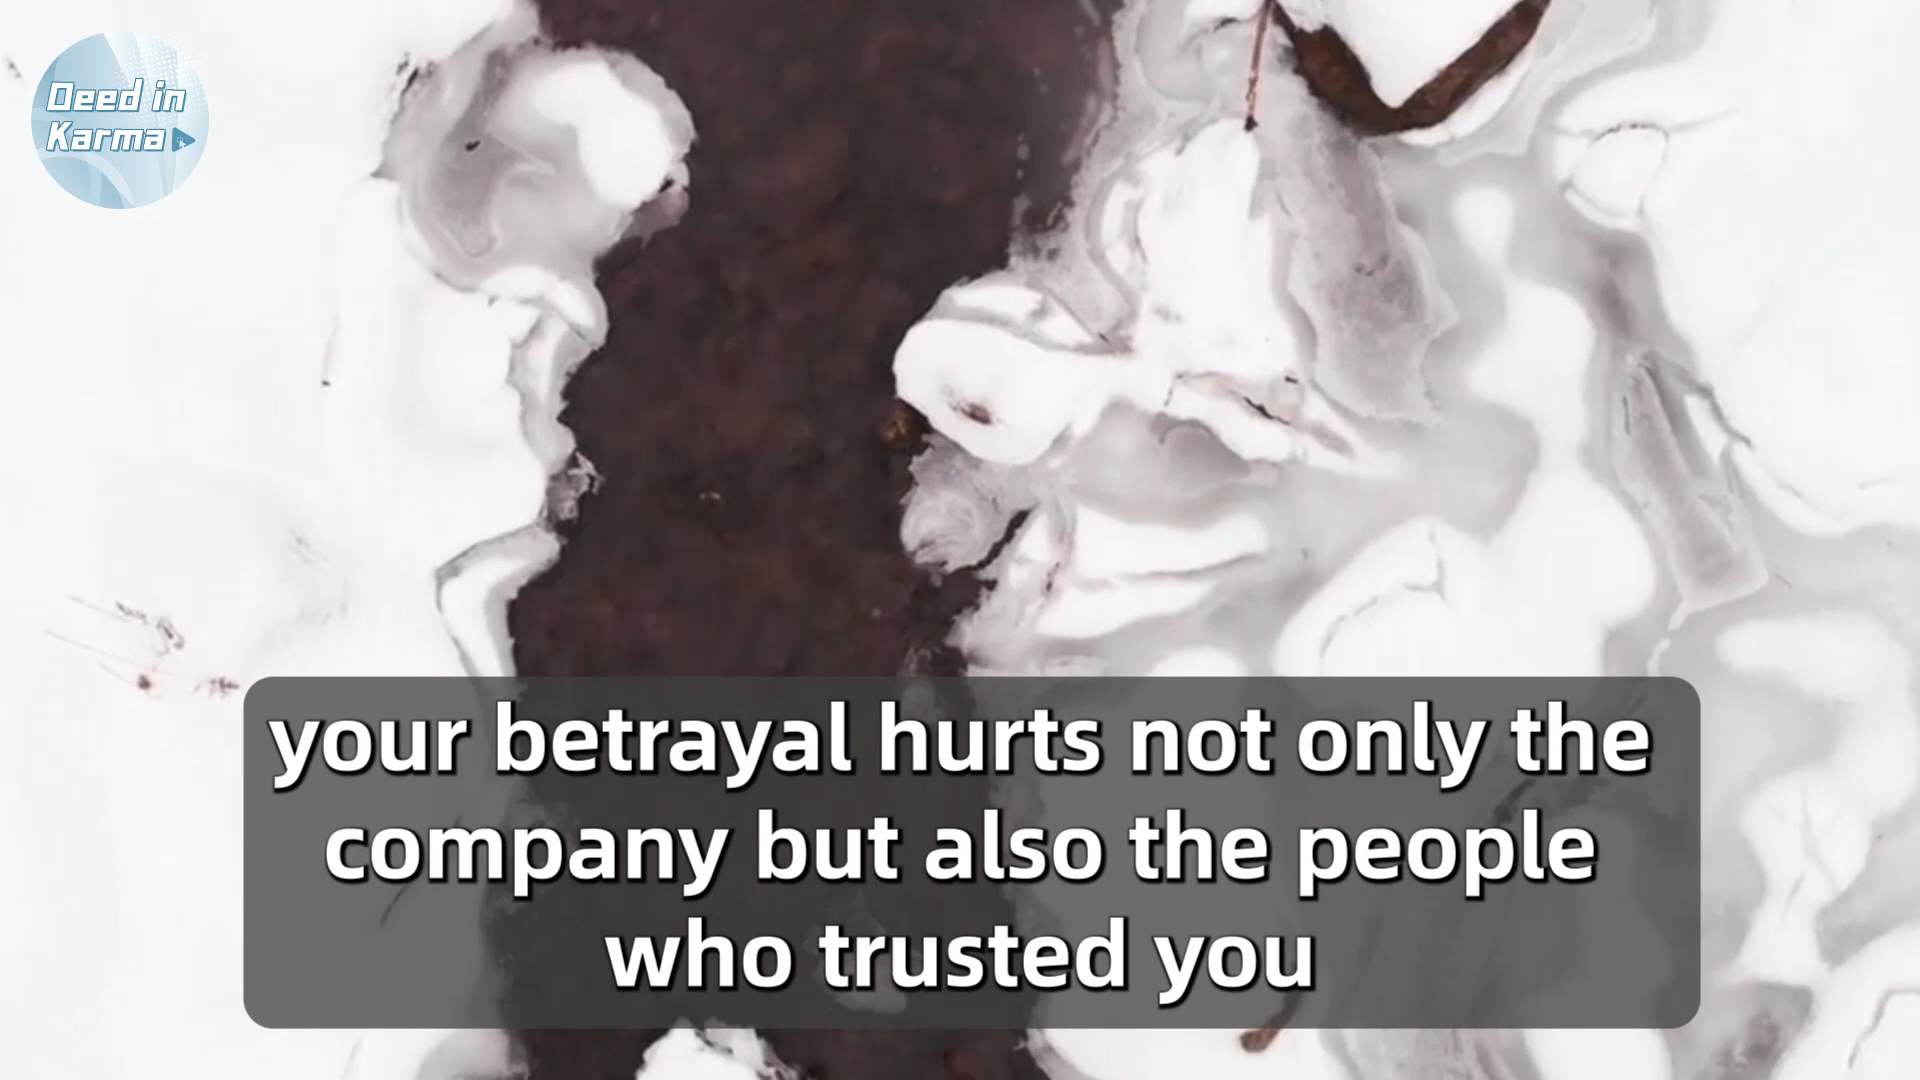 Deed in
Karma
your betrayal hurts not only the
company but also the people
who trusted you